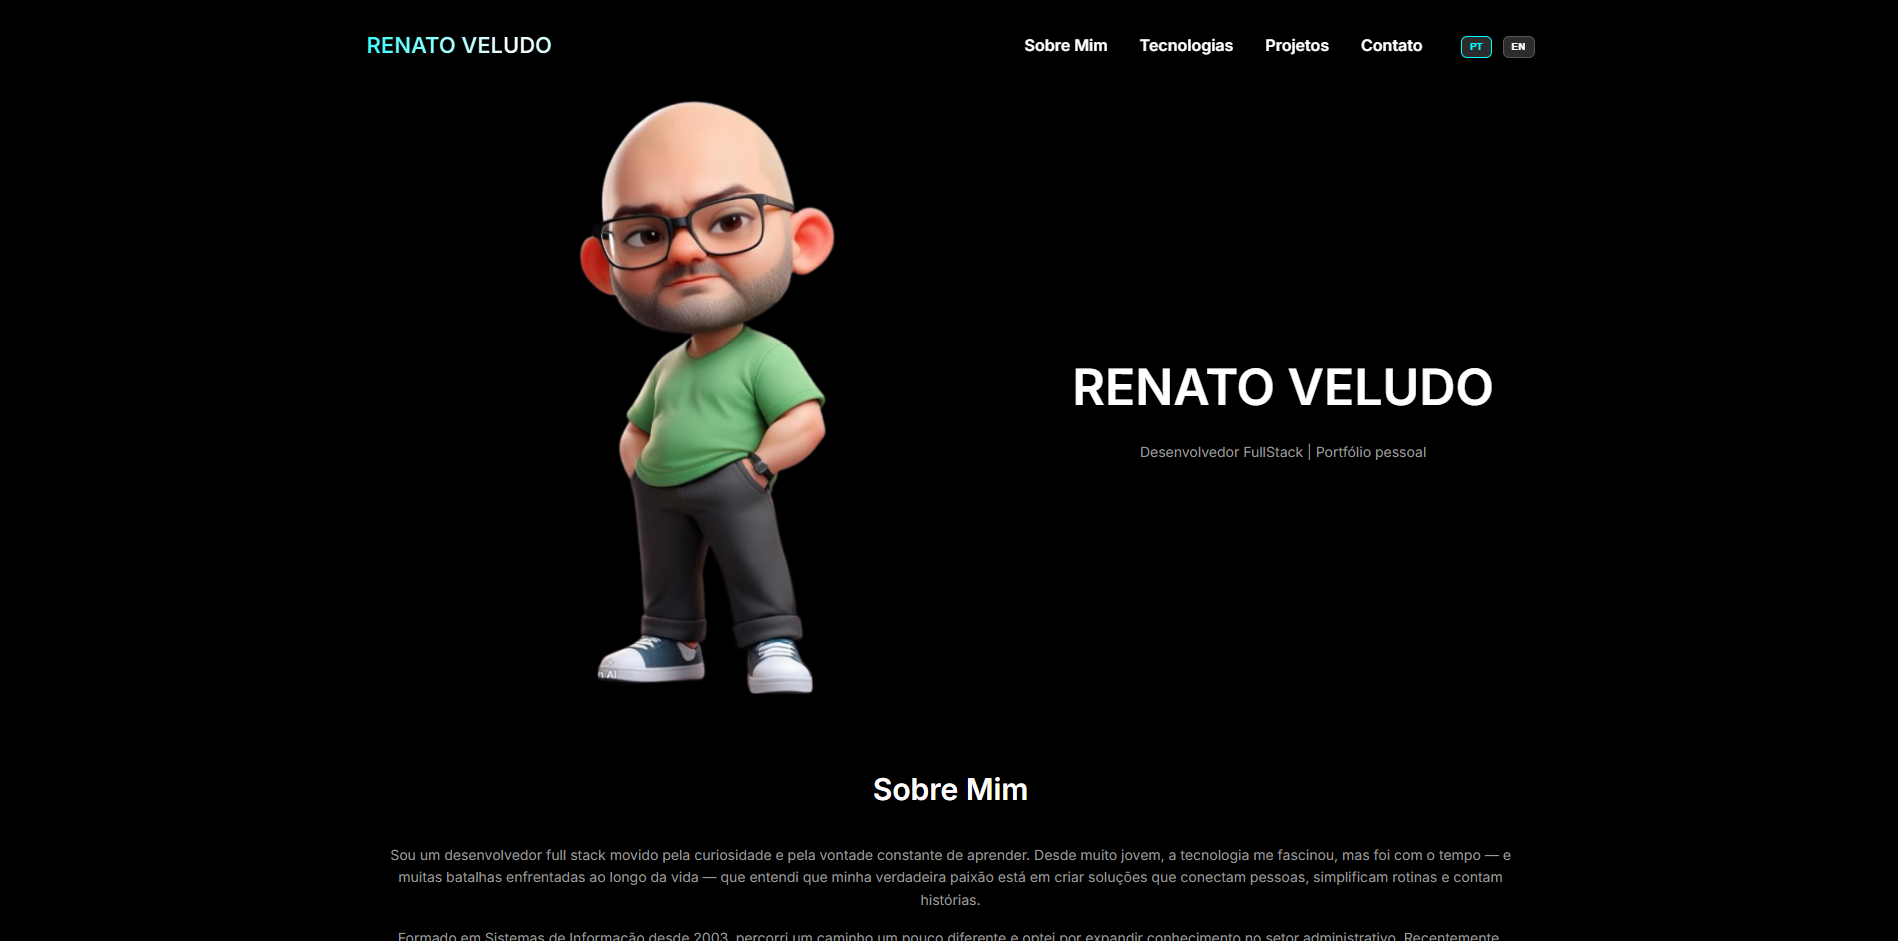 RENATO VELUDO
Sobre Mim
Tecnologias
Projetos
Contato
PT
EN
RENATO VELUDO
Desenvolvedor FullStack | Portfólio pessoal
Sobre Mim
Sou um desenvolvedor full stack movido pela curiosidade e pela vontade constante de aprender. Desde muito jovem, a tecnologia me fascinou, mas foi com o tempo — e
muitas batalhas enfrentadas ao longo da vida — que entendi que minha verdadeira paixão está em criar soluções que conectam pessoas, simplificam rotinas e contam
histórias.
Formado em Sistemas de Informação desde 2003, percorri um caminho um pouco diferente e optei por expandir conhecimento no setor administrativo. Recentemente